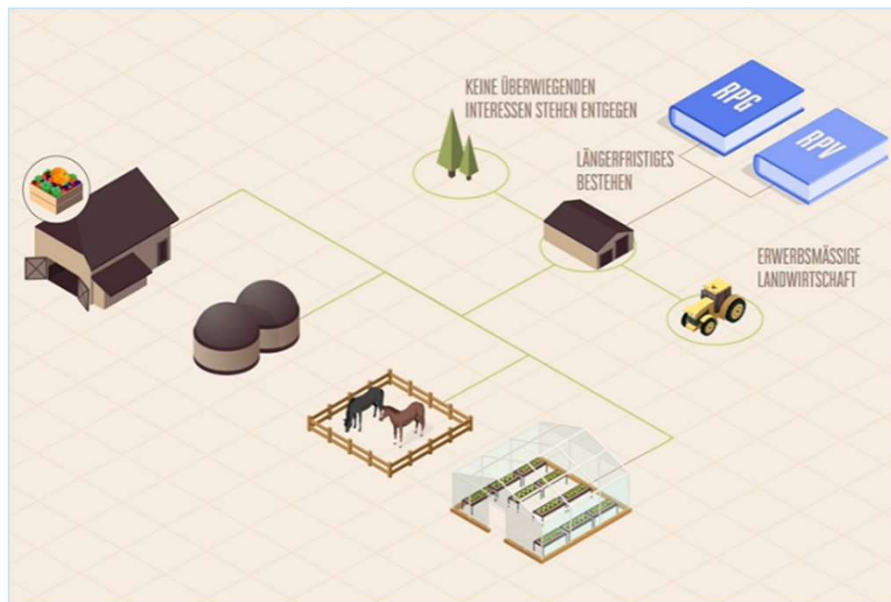 KEINE ÜBERWIEGENDEN
INTERESSEN STEHEN ENTGEGEN
RPG
RPV
LÄNGERFRISTIGES
BESTEHEN
ERWERBSMÄSSIGE
LANDWIRTSCHAFT